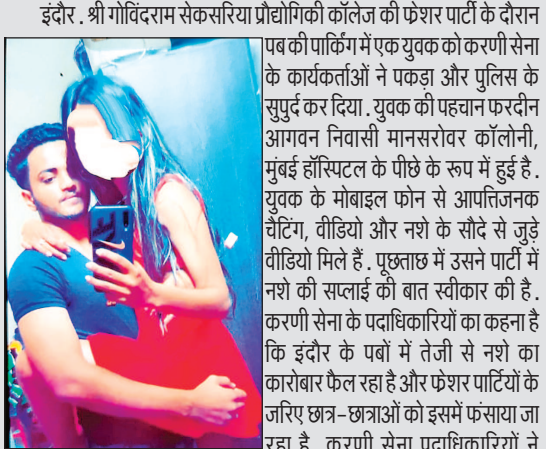 इंदौर. श्री गोविंदराम सेकसरिया प्रौद्योगिकी कॉलेज की फ्रेशर पार्टी के दौरान
पब की पार्किंग में एक युवक को करणी सेना
के कार्यकर्ताओं ने पकड़ा और पुलिस के
सुपुर्द कर दिया. युवक की पहचान फरदीन
आगवन निवासी मानसरोवर कॉलोनी,
मुंबई हॉस्पिटल के पीछे के रूप में हुई है.
युवक के मोबाइल फोन से आपत्तिजनक
चैटिंग, वीडियो और नशे के सौदे से जुड़े
वीडियो मिले हैं. पूछताछ में उसने पार्टी में
नशे की सप्लाई की बात स्वीकार की है.
करणी सेना के पदाधिकारियों का कहना है
कि इंदौर के पबों में तेजी से नशे का
कारोबार फैल रहा है और फ्रेशर पार्टियों के
जरिए छात्र-छात्राओं को इसमें फंसाया जा
रहा है. करणी सेना पदाधिकारियों ने